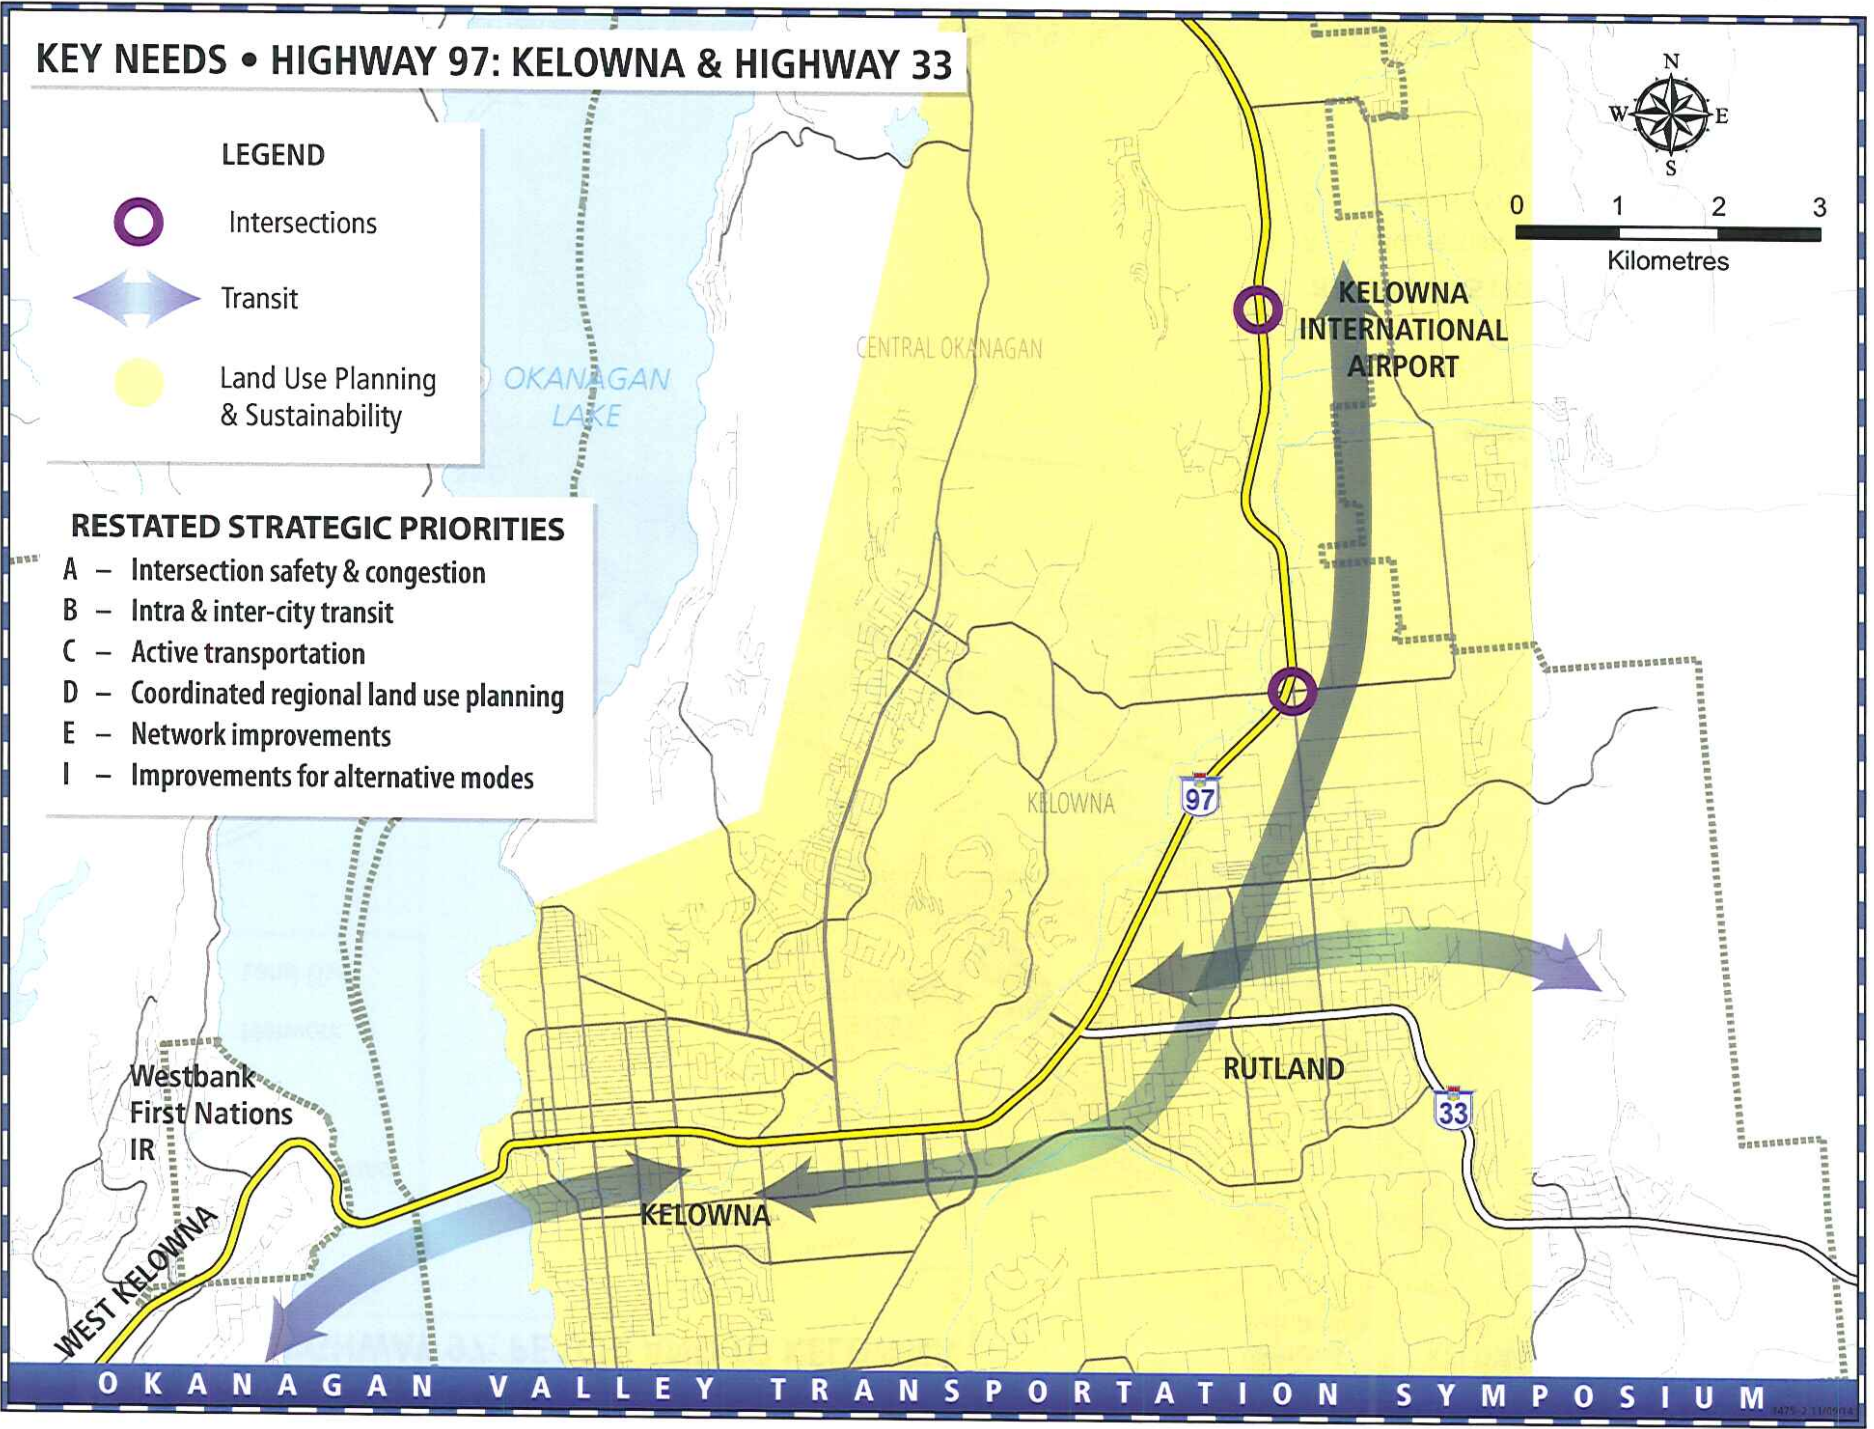 KEY NEEDS • HIGHWAY 97: KELOWNA & HIGHWAY 33
LEGEND
Intersections
Transit
Land Use Planning
& Sustainability
RESTATED STRATEGIC PRIORITIES
A – Intersection safety & congestion
B – Intra & inter-city transit
C – Active transportation
D – Coordinated regional land use planning
E – Network improvements
I – Improvements for alternative modes
N
W E
S
0 1 2 3
Kilometres
OKANAGAN
LAKE
CENTRAL OKANAGAN
KELOWNA
INTERNATIONAL
AIRPORT
KELOWNA
97
RUTLAND
33
Westbank
First Nations
IR
WEST KELOWNA
KELOWNA
OKANAGAN VALLEY TRANSPORTATION SYMPOSIUM